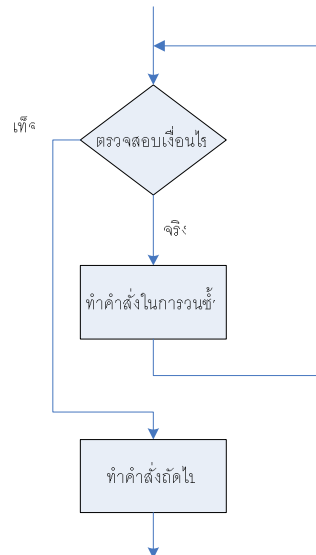 เท็จ
ตรวจสอบเงื่อนไข
จริง
ทำคำสั่งในการวนซ้ำ
ทำคำสั่งถัดไป